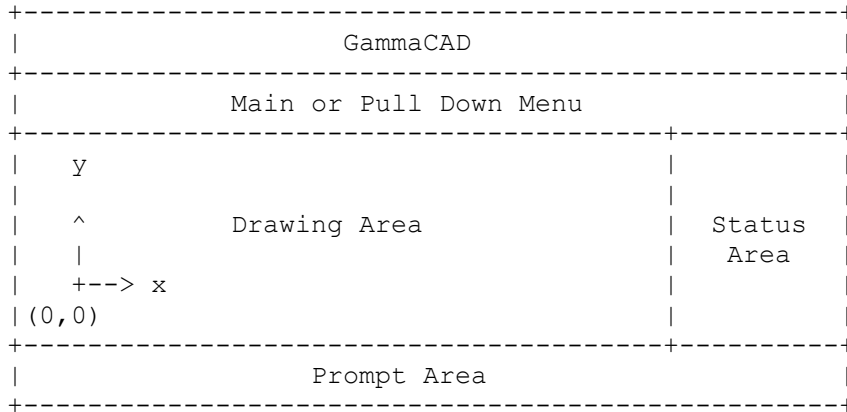 GammaCAD
Main or Pull Down Menu
y
^ Drawing Area Status
| Area
+--> x
(0,0)
Prompt Area